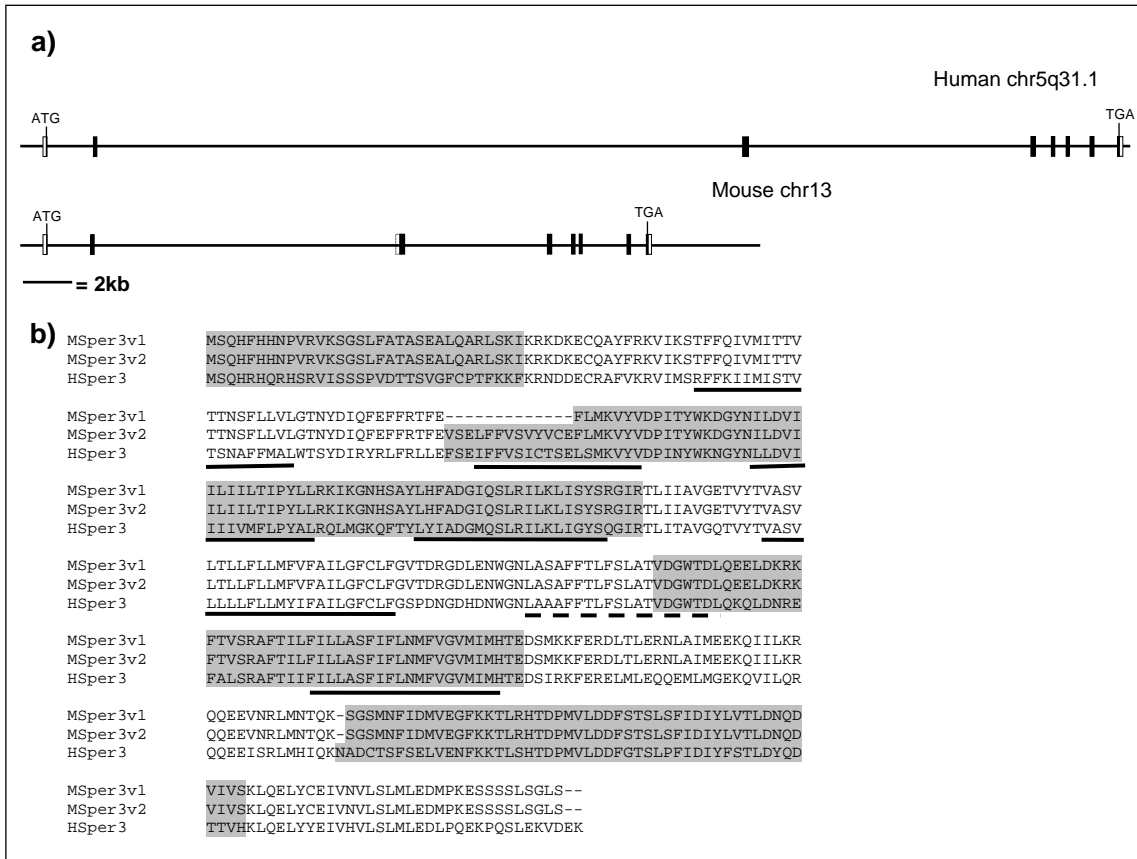 a)
Human chr5q31.1
ATG
TGA
Mouse chr13
ATG
TGA
= 2kb
b)
MSper3v1 MSQHFHHNPVRVKSGSLFATASEALQARLSKIKRKDKECQAYFRKVIKSTFFQIVMITTV
MSper3v2 MSQHFHHNPVRVKSGSLFATASEALQARLSKIKRKDKECQAYFRKVIKSTFFQIVMITTV
HSper3 MSQHRHQRHSRVISSSPVDTTSVGFCPTFKKFKRNDDECRAFVKRVIMSRFFKIIMISTV
MSper3v1 TTNSFLLVLGTNYDIQFEFFRTFE-------------FLMKVYVDPITYWKDGYNILDVI
MSper3v2 TTNSFLLVLGTNYDIQFEFFRTFEVSELFFVSVYVCEFLMKVYVDPITYWKDGYNILDVI
HSper3 TSNAFFMALWTSYDIRYRLFRLLEFSEIFFVSICTSELSMKVYVDPINYWKNGYNLLDVI
MSper3v1 ILIILTIPYLLRKIKGNHSAYLHFADGIQSLRILKLISYSRGIRTLIIAVGETVYTVASV
MSper3v2 ILIILTIPYLLRKIKGNHSAYLHFADGIQSLRILKLISYSRGIRTLIIAVGETVYTVASV
HSper3 IIIVMFLPYALRQLMGKQFTYLYIADGMQSLRILKLIGYSQGIRTLITAVGQTVYTVASV
MSper3v1 LTLLFLLMFVFAILGFCLFGVTDRGDLENWGNLASAFFTLFSLATVDGWTDLQEELDKRK
MSper3v2 LTLLFLLMFVFAILGFCLFGVTDRGDLENWGNLASAFFTLFSLATVDGWTDLQEELDKRK
HSper3 LLLLFLLMYIFAILGFCLFGSPDNGDHDNWGNLAAAFFTLFSLATVDGWTDLQKQLDNRE
MSper3v1 FTVSRAFTILFILLASFIFLNMFVGVMIMHTEDSMKKFERDLTLERNLAIMEEKQIILKR
MSper3v2 FTVSRAFTILFILLASFIFLNMFVGVMIMHTEDSMKKFERDLTLERNLAIMEEKQIILKR
HSper3 FALSRAFTIIFILLASFIFLNMFVGVMIMHTEDSIRKFERELMLEQQEMLMGEKQVILQR
MSper3v1 QQEEVNRLMNTQK-SGSMNFIDMVEGFKKTLRHTDPMVLDDFSTSLSFIDIYLVTLDNQD
MSper3v2 QQEEVNRLMNTQK-SGSMNFIDMVEGFKKTLRHTDPMVLDDFSTSLSFIDIYLVTLDNQD
HSper3 QQEEISRLMHIQKNADCTSFSELVENFKKTLSHTDPMVLDDFGTSLPFIDIYFSTLDYQD
MSper3v1 VIVSKLQELYCEIVNVLSLMLEDMPKESSSSLSGLS--
MSper3v2 VIVSKLQELYCEIVNVLSLMLEDMPKESSSSLSGLS--
HSper3 TTVHKLQELYYEIVHVLSLMLEDLPQEKPQSLEKVDEK